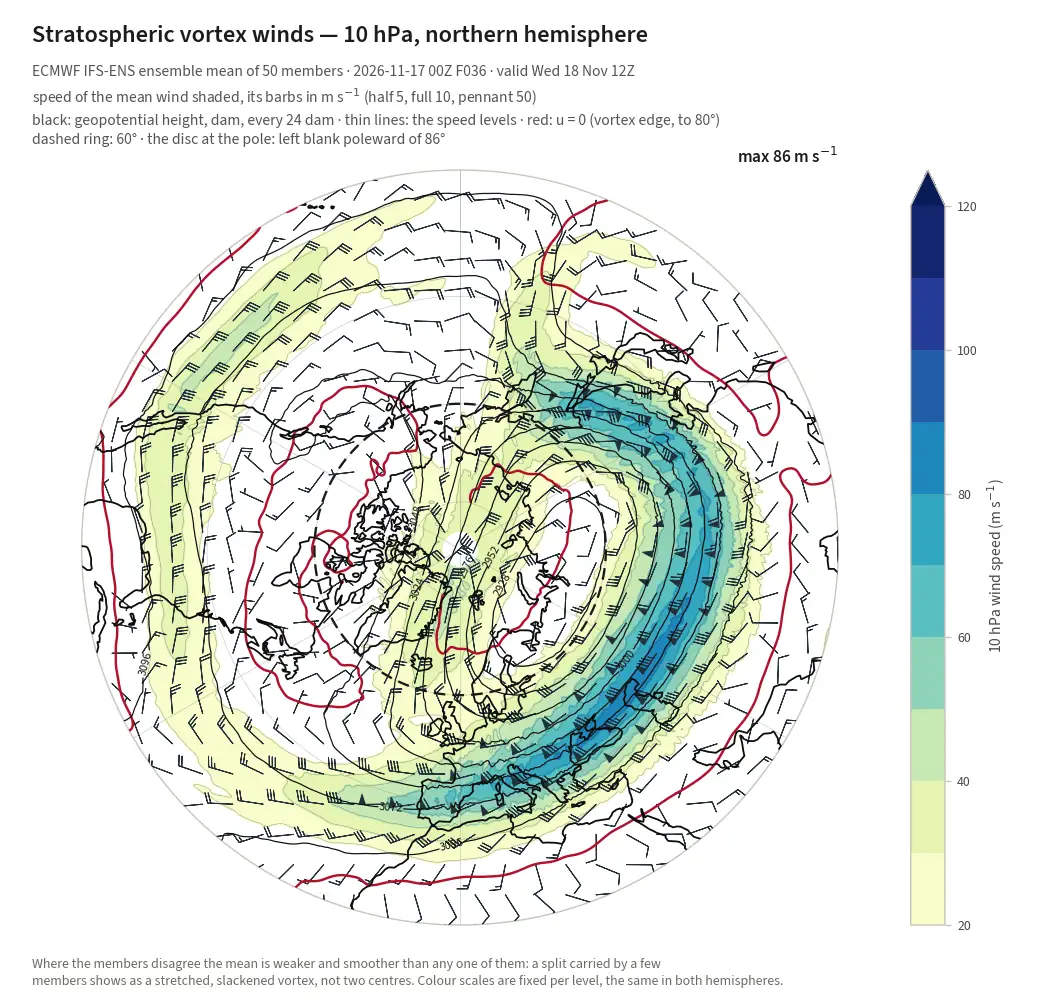 Stratospheric vortex winds — 10 hPa, northern hemisphere
ECMWF IFS-ENS ensemble mean of 50 members · 2026-11-17 00Z F036 · valid Wed 18 Nov 12Z
speed of the mean wind shaded, its barbs in m s⁻¹ (half 5, full 10, pennant 50)
black: geopotential height, dam, every 24 dam · thin lines: the speed levels · red: u = 0 (vortex edge, to 80°)
dashed ring: 60° · the disc at the pole: left blank poleward of 86°
max 86 m s⁻¹
120
100
80
60
40
20
10 hPa wind speed (m s⁻¹)
2952
3000
3096
3072
Where the members disagree the mean is weaker and smoother than any one of them: a split carried by a few
members shows as a stretched, slackened vortex, not two centres. Colour scales are fixed per level, the same in both hemispheres.